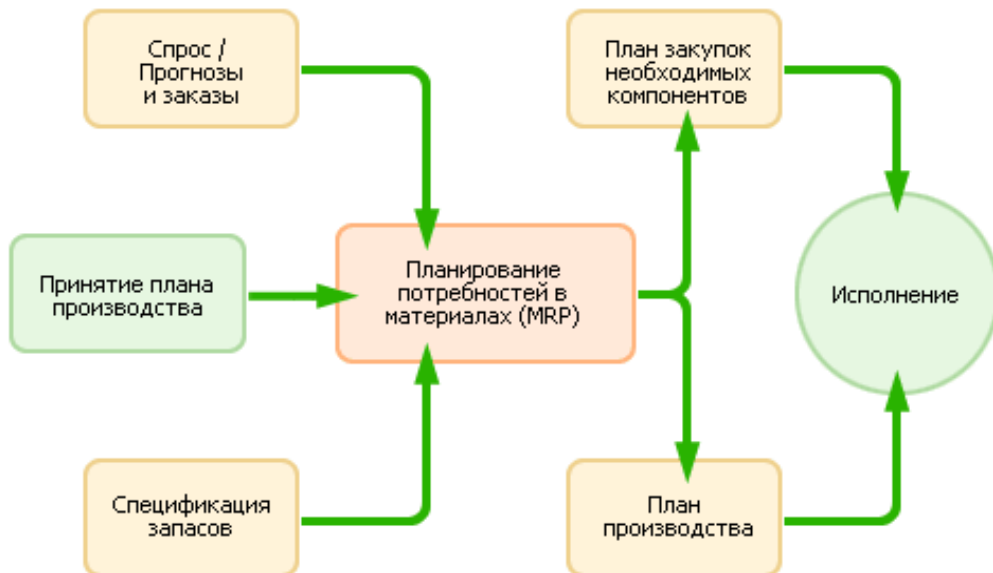 Спрос /
Прогнозы
и заказы
План закупок
необходимых
компонентов
Принятие плана
производства
Планирование
потребностей в
материалах (MRP)
Исполнение
Спецификация
запасов
План
производства